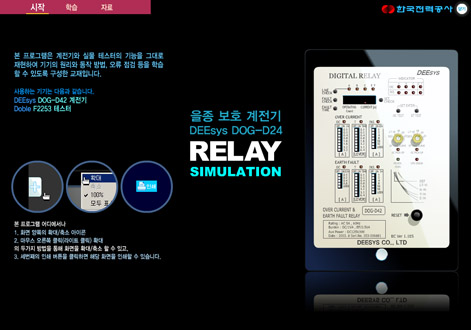 시작 학습 자료
한국전력공사
본 프로그램은 계전기와 실물 테스터의 기능을 그대로
재현하여 기기의 원리와 동작 방법, 오류 점검 등을 학습
할 수 있도록 구성한 교재입니다.
사용하는 기기는 다음과 같습니다.
DEEsys DOG-D42 계전기
Doble F2253 테스터
을종 보호 계전기
DEEsys DOG-D24
RELAY
SIMULATION
확대
축소
100%
모두 표
인쇄
본 프로그램 어디에서나
1, 화면 양쪽의 확대/축소 아이콘
2, 마우스 오른쪽 클릭(라이트 클릭) 확대
의 두가지 방법을 통해 화면을 확대/축소 할 수 있고,
3, 세번째의 인쇄 버튼을 클릭하면 해당 화면을 인쇄할 수 있습니다.
DEEsys
DIGITAL RELAY
INDICATOR
OVER CURRENT
EARTH FAULT
[A] [LEVER] [A]
[A] [LEVER] [A]
OVER CURRENT &
EARTH FAULT RELAY
DOG-D42
RESET
DEESYS CO., LTD